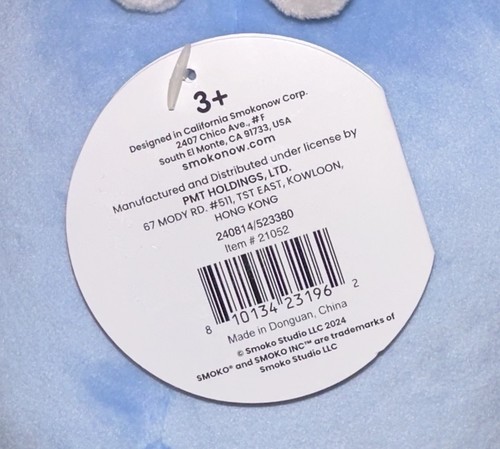 3+
Designed in California Smokonow Corp.
2407 Chico Ave., #F
South El Monte, CA 91733, USA
smokonow.com
Manufactured and Distributed under license by
PMT HOLDINGS, LTD.
67 MODY RD. #511, TST EAST, KOWLOON,
HONG KONG
240814/523380
Item # 21052
8 10134 23196 2
Made in Donguan, China
© Smoko Studio LLC 2024
SMOKO® and SMOKO INC™ are trademarks of
Smoko Studio LLC